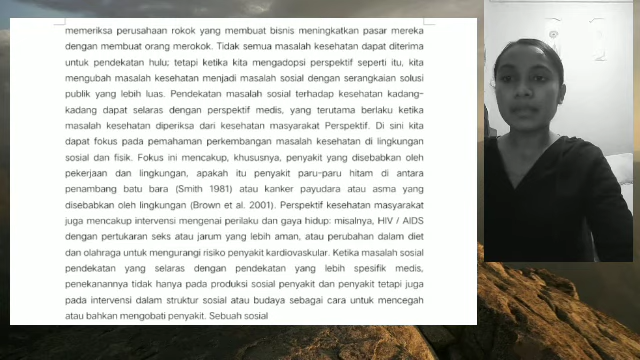 memeriksa perusahaan rokok yang membuat bisnis meningkatkan pasar mereka
dengan membuat orang merokok. Tidak semua masalah kesehatan dapat diterima
untuk pendekatan hulu; tetapi ketika kita mengadopsi perspektif seperti itu, kita
mengubah masalah kesehatan menjadi masalah sosial dengan serangkaian solusi
publik yang lebih luas. Pendekatan masalah sosial terhadap kesehatan kadang-
kadang dapat selaras dengan perspektif medis, yang terutama berlaku ketika
masalah kesehatan diperiksa dari kesehatan masyarakat Perspektif. Di sini kita
dapat fokus pada pemahaman perkembangan masalah kesehatan di lingkungan
sosial dan fisik. Fokus ini mencakup, khususnya, penyakit yang disebabkan oleh
pekerjaan dan lingkungan, apakah itu penyakit paru-paru hitam di antara
penambang batu bara (Smith 1981) atau kanker payudara atau asma yang
disebabkan oleh lingkungan (Brown et al. 2001). Perspektif kesehatan masyarakat
juga mencakup intervensi mengenai perilaku dan gaya hidup: misalnya, HIV / AIDS
dengan pertukaran seks atau jarum yang lebih aman, atau perubahan dalam diet
dan olahraga untuk mengurangi risiko penyakit kardiovaskular. Ketika masalah sosial
pendekatan yang selaras dengan pendekatan yang lebih spesifik medis,
penekanannya tidak hanya pada produksi sosial penyakit dan penyakit tetapi juga
pada intervensi dalam struktur sosial atau budaya sebagai cara untuk mencegah
atau bahkan mengobati penyakit. Sebuah sosial